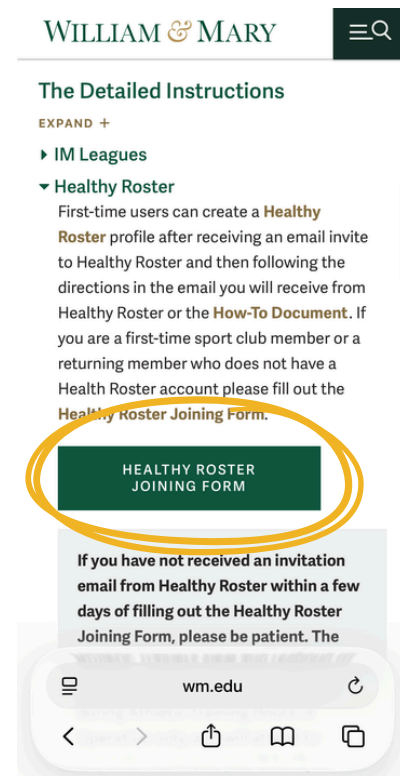 WILLIAM & MARY
The Detailed Instructions
EXPAND +
IM Leagues
Healthy Roster
First-time users can create a Healthy
Roster profile after receiving an email invite
to Healthy Roster and then following the
directions in the email you will receive from
Healthy Roster or the How-To Document. If
you are a first-time sport club member or a
returning member who does not have a
Health Roster account please fill out the
Healthy Roster Joining Form.
HEALTHY ROSTER
JOINING FORM
If you have not received an invitation
email from Healthy Roster within a few
days of filling out the Healthy Roster
Joining Form, please be patient. The
wm.edu